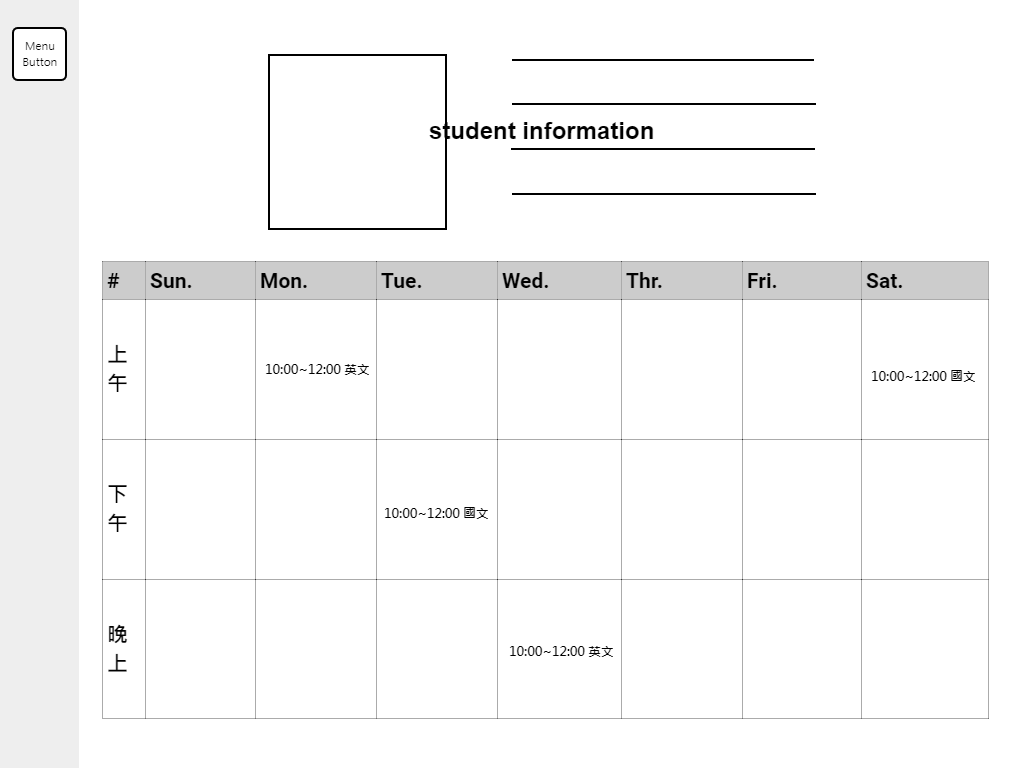 Menu
Button
student information
# Sun. Mon. Tue. Wed. Thr. Fri. Sat.
上
午
10:00~12:00 英文
10:00~12:00 國文
下
午
10:00~12:00 國文
晚
上
10:00~12:00 英文